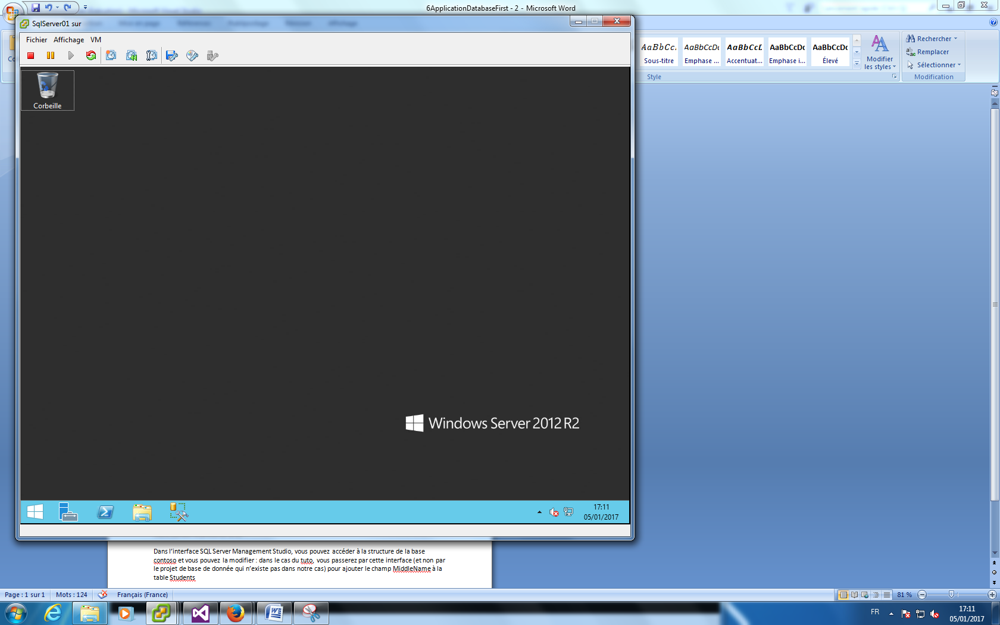 6ApplicationDatabaseFirst - 2 - Microsoft Word
SqlServer01 sur
Fichier Affichage VM
Corbeille
AaBbCc. AaBbCcDc AaBbCcD AaBbCcDc AaBbCcDc
Sous-titre Emphase ... Accentuat... Emphase i... Élevé
Modifier
les styles
Rechercher
Remplacer
Sélectionner
Style
Modification
Windows Server 2012 R2
17:11
05/01/2017
Dans l'interface SQL Server Management Studio, vous pouvez accéder à la structure de la base
contoso et vous pouvez la modifier : dans le cas du tuto, vous passerez par cette interface (et non par
le projet de base de donnée qui n'existe pas dans notre cas) pour ajouter le champ MiddleName à la
table Students
Page : 1 sur 1 Mots : 124 Français (France) 81 %
FR
17:11
05/01/2017